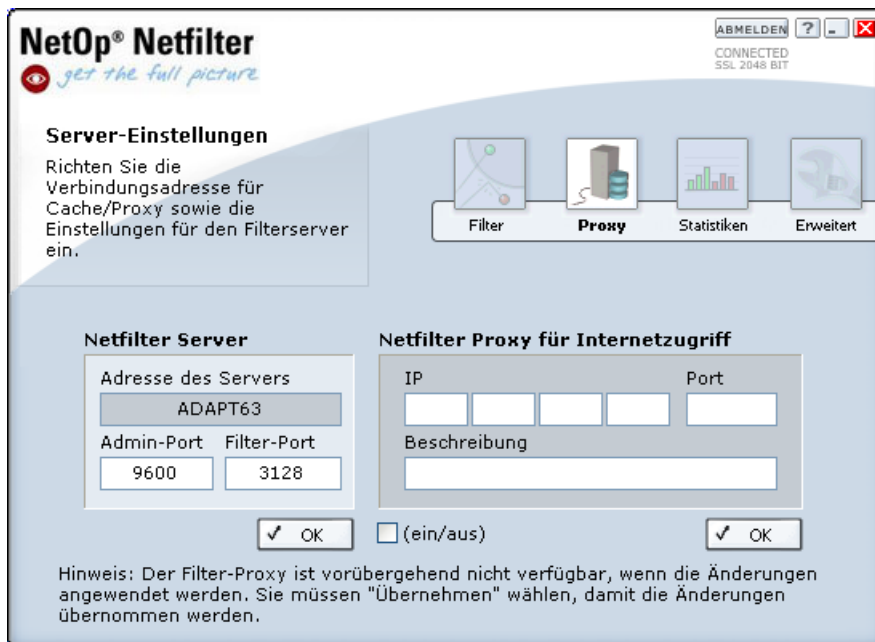 NetOp® Netfilter
get the full picture
ABMELDEN ?
CONNECTED
SSL 2048 BIT
Server-Einstellungen
Richten Sie die
Verbindungsadresse für
Cache/Proxy sowie die
Einstellungen für den Filterserver
ein.
Filter Proxy Statistiken Erweitert
Netfilter Server
Adresse des Servers
ADAPT63
Admin-Port Filter-Port
9600 3128
OK
Netfilter Proxy für Internetzugriff
IP Port
Beschreibung
(ein/aus) OK
Hinweis: Der Filter-Proxy ist vorübergehend nicht verfügbar, wenn die Änderungen
angewendet werden. Sie müssen "Übernehmen" wählen, damit die Änderungen
übernommen werden.